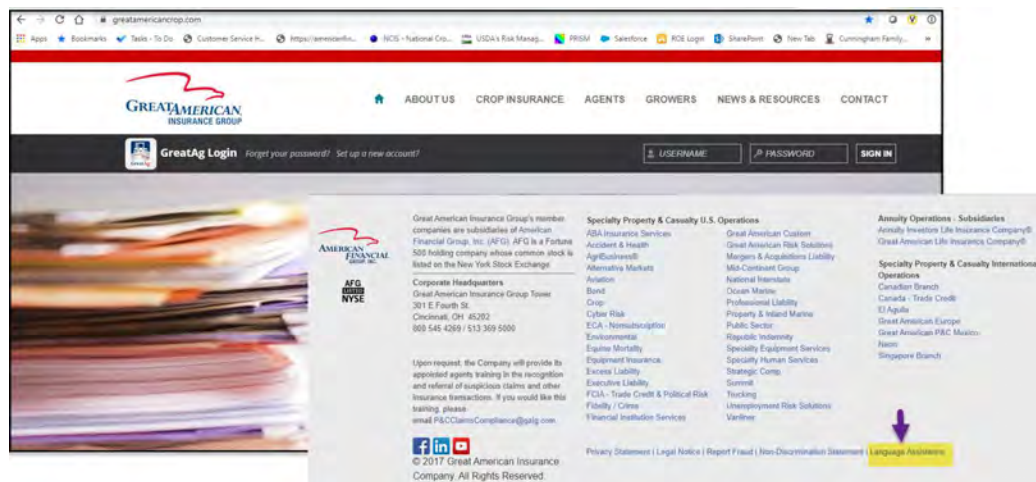 greatamericancrop.com
Apps Bookmarks Tasks - To Do Customer Service H... https://americanfin... NCIS - National Cro... USDA's Risk Manag... PRISM Salesforce ROE Login SharePoint New Tab Cunningham Family... »
GREATAMERICAN
INSURANCE GROUP
ABOUT US CROP INSURANCE AGENTS GROWERS NEWS & RESOURCES CONTACT
GreatAg Login Forget your password? Set up a new account?
USERNAME PASSWORD SIGN IN
AMERICAN
FINANCIAL
GROUP, INC.
AFG
LISTED
NYSE
Great American Insurance Group's member
companies are subsidiaries of American
Financial Group, Inc. (AFG). AFG is a Fortune
500 holding company whose common stock is
listed on the New York Stock Exchange.
Corporate Headquarters
Great American Insurance Group Tower
301 E Fourth St.
Cincinnati, OH 45202
800 545 4269 / 513 369 5000
Upon request, the Company will provide its
appointed agents training in the recognition
and referral of suspicious claims and other
insurance transactions. If you would like this
training, please
email P&CClaimsCompliance@gaig.com
© 2017 Great American Insurance
Company. All Rights Reserved.
Specialty Property & Casualty U.S. Operations
ABA Insurance Services
Accident & Health
AgriBusiness®
Alternative Markets
Aviation
Bond
Crop
Cyber Risk
ECA - Nonsubscription
Environmental
Equine Mortality
Equipment Insurance
Excess Liability
Executive Liability
FCIA - Trade Credit & Political Risk
Fidelity / Crime
Financial Institution Services
Great American Custom
Great American Risk Solutions
Mergers & Acquisitions Liability
Mid-Continent Group
National Interstate
Ocean Marine
Professional Liability
Property & Inland Marine
Public Sector
Republic Indemnity
Specialty Equipment Services
Specialty Human Services
Strategic Comp
Summit
Trucking
Unemployment Risk Solutions
Vanliner
Annuity Operations - Subsidiaries
Annuity Investors Life Insurance Company®
Great American Life Insurance Company®
Specialty Property & Casualty International
Operations
Canadian Branch
Canada - Trade Credit
El Aguila
Great American Europe
Great American P&C Mexico
Neon
Singapore Branch
Privacy Statement | Legal Notice | Report Fraud | Non-Discrimination Statement | Language Assistance